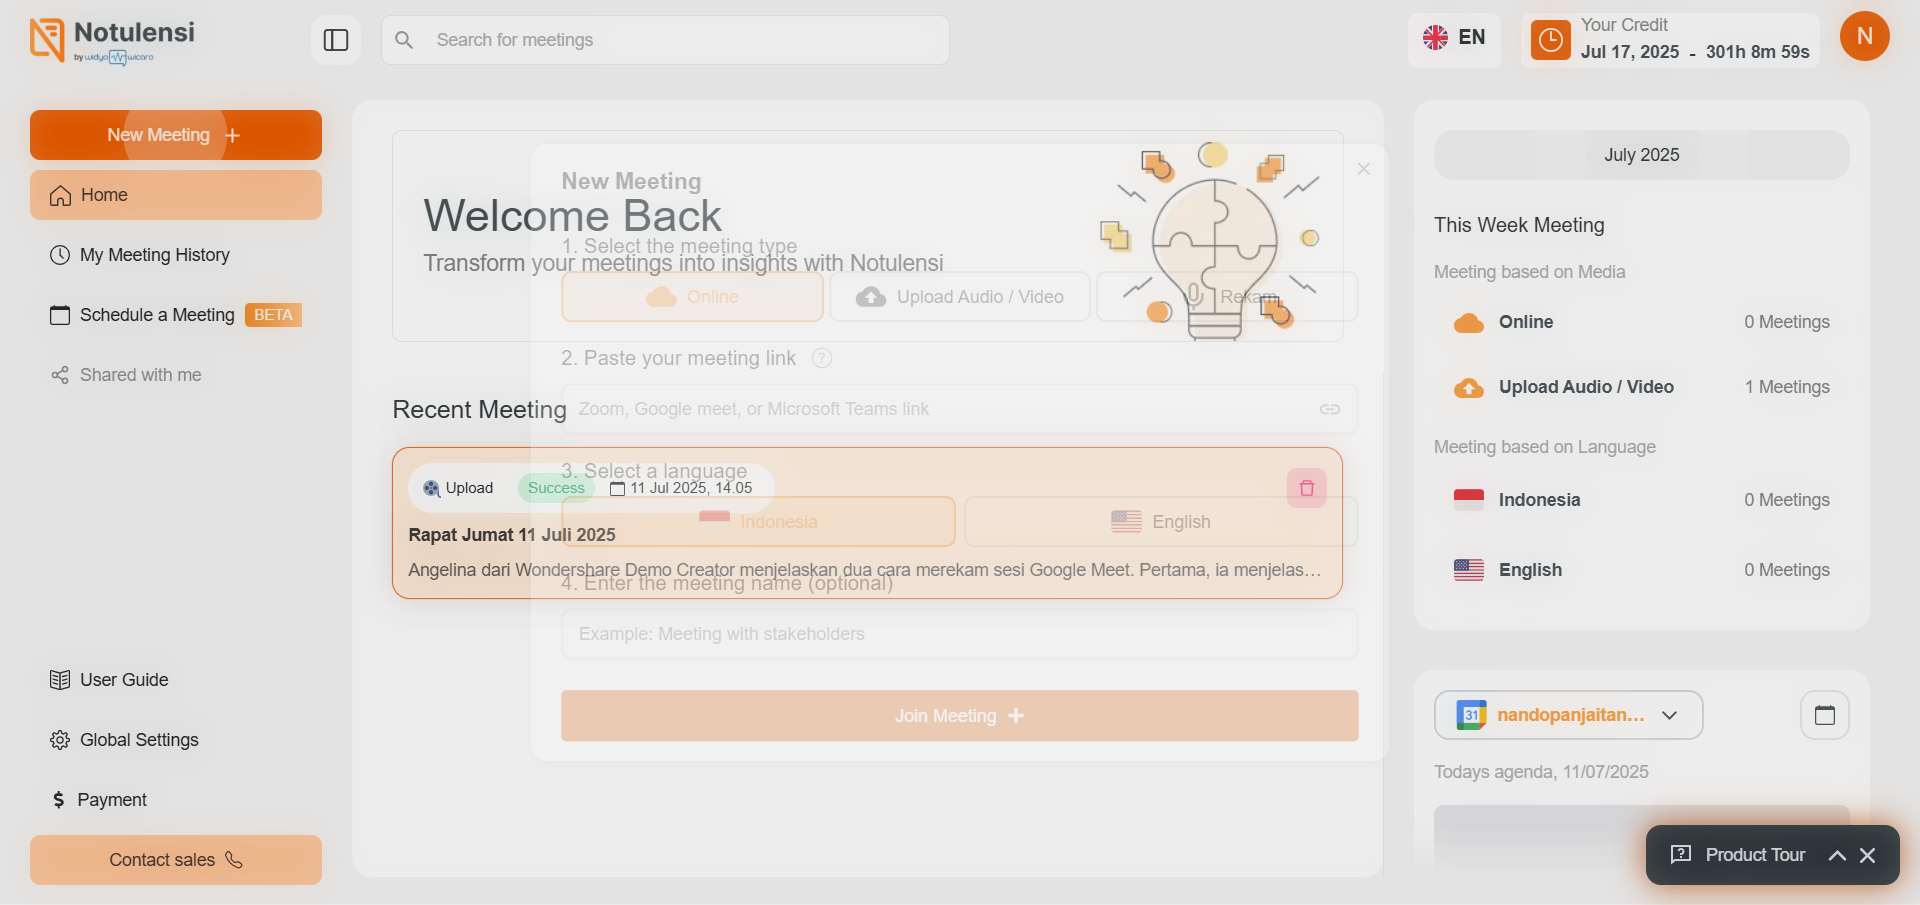 Notulensi
by widya wicara
Search for meetings
EN
Your Credit
Jul 17, 2025 - 301h 8m 59s
N
New Meeting +
Home
My Meeting History
Schedule a Meeting BETA
Shared with me
User Guide
Global Settings
Payment
Contact sales
Welcome Back
Transform your meetings into insights with Notulensi
Recent Meeting
Upload Success 11 Jul 2025, 14.05
Rapat Jumat 11 Juli 2025
Angelina dari Wondershare Demo Creator menjelaskan dua cara merekam sesi Google Meet. Pertama, ia menjelas...
New Meeting
1. Select the meeting type
Online
Upload Audio / Video
Rekam
2. Paste your meeting link ?
Zoom, Google meet, or Microsoft Teams link
3. Select a language
Indonesia
English
4. Enter the meeting name (optional)
Example: Meeting with stakeholders
Join Meeting +
July 2025
This Week Meeting
Meeting based on Media
Online 0 Meetings
Upload Audio / Video 1 Meetings
Meeting based on Language
Indonesia 0 Meetings
English 0 Meetings
31 nandopanjaitan...
Todays agenda, 11/07/2025
Product Tour